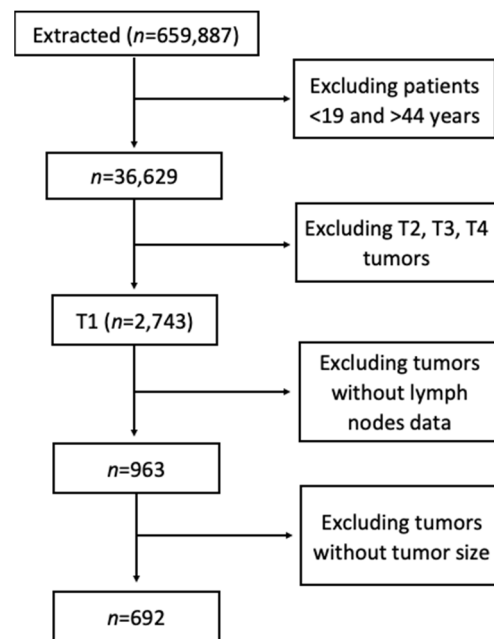 Extracted (n=659,887)
Excluding patients
<19 and >44 years
n=36,629
Excluding T2, T3, T4
tumors
T1 (n=2,743)
Excluding tumors
without lymph
nodes data
n=963
Excluding tumors
without tumor size
n=692